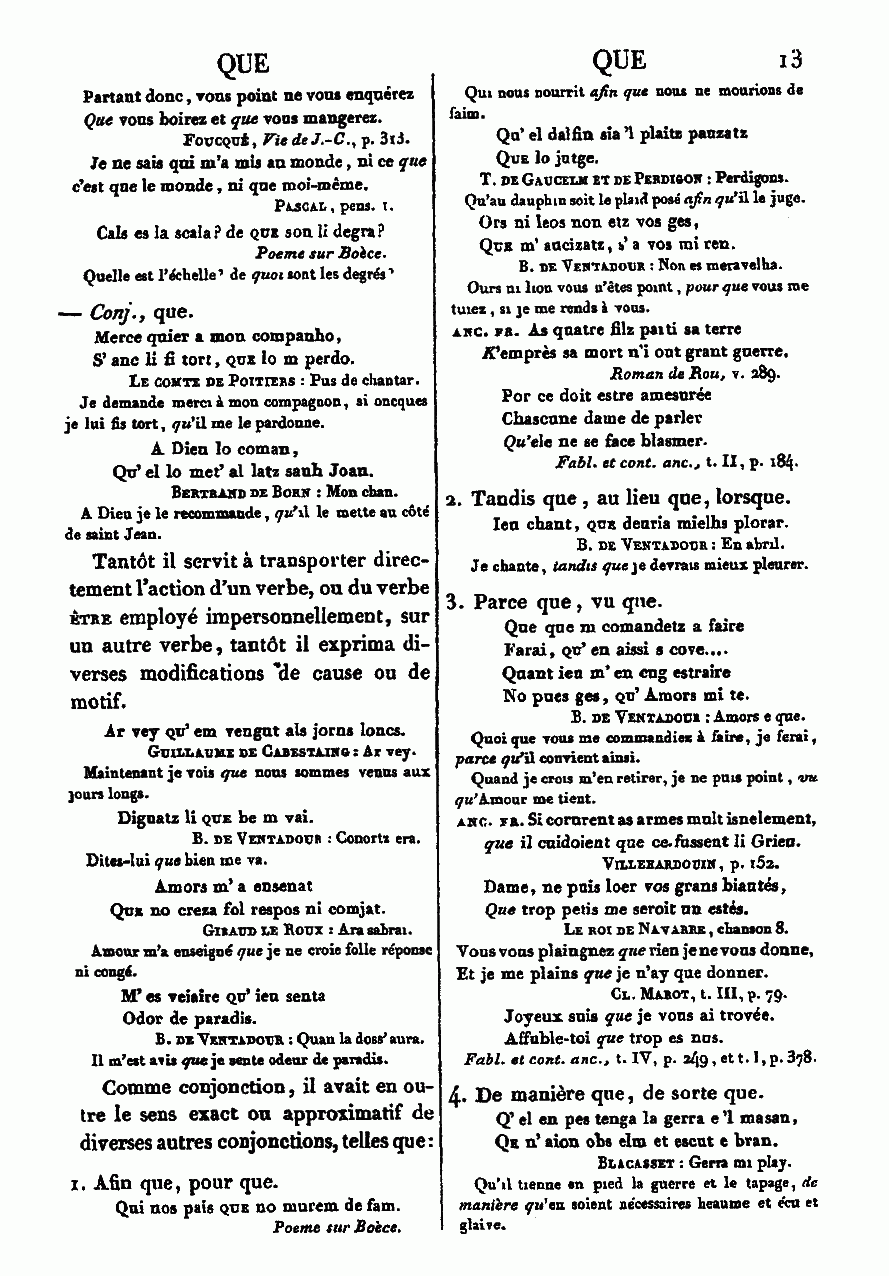 QUE
Partant donc, vous point ne vous enquérez
Que vous boirez et que vous mangerez.
Foucqué, Vie de J.-C., p. 313.
Je ne sais qui m'a mis au monde, ni ce que
c'est que le monde, ni que moi-même.
Pascal, pens. 1.
Cals es la scala? de que son li degra?
Poeme sur Boèce.
Quelle est l'échelle? de quoi sont les degrés?
— Conj., que.
Merce quier a mon companho,
S' anc li fi tort, que lo m perdo.
Le comte de Poitiers : Pus de chantar.
Je demande merci à mon compagnon, si oncques
je lui fis tort, qu'il me le pardonne.
A Dieu lo coman,
Qu' el lo met' al latz sanh Joan.
Bertrand de Born : Mon chan.
A Dieu je le recommande, qu'il le mette au côté
de saint Jean.
Tantôt il servit à transporter direc-
tement l'action d'un verbe, ou du verbe
être employé impersonnellement, sur
un autre verbe, tantôt il exprima di-
verses modifications de cause ou de
motif.
Ar vey qu' em vengut als jorns loncs.
Guillaume de Cabestaing : Ar vey.
Maintenant je vois que nous sommes venus aux
jours longs.
Diguatz li que be m vai.
B. de Ventadour : Conortz era.
Dites-lui que bien me va.
Amors m' a ensenat
Que no creza fol respos ni comjat.
Giraud le Roux : Ara sabrai.
Amour m'a enseigné que je ne croie folle réponse
ni congé.
M' es veiaire qu' ieu senta
Odor de paradis.
B. de Ventadour : Quan la doss' aura.
Il m'est avis que je sente odeur de paradis.
Comme conjonction, il avait en ou-
tre le sens exact ou approximatif de
diverses autres conjonctions, telles que :
1. Afin que, pour que.
Qui nos pais que no murem de fam.
Poeme sur Boèce.
QUE 13
Qui nous nourrit afin que nous ne mourions de
faim.
Qu' el dalfin sia 'l plaitz pauzatz
Que lo jutge.
T. de Gaucelm et de Perdigon : Perdigons.
Qu'au dauphin soit le plaid posé afin qu'il le juge.
Ors ni leos non etz vos ges,
Que m' aucizatz, s' a vos mi ren.
B. de Ventadour : Non es meravelha.
Ours ni lion vous n'êtes point, pour que vous me
tuiez, si je me rends à vous.
anc. fr. As quatre filz parti sa terre
K'emprès sa mort n'i out grant guerre.
Roman de Rou, v. 289.
Por ce doit estre amesurée
Chascune dame de parler
Qu'ele ne se face blasmer.
Fabl. et cont. anc., t. II, p. 184.
2. Tandis que, au lieu que, lorsque.
Ieu chant, que deuria mielhs plorar.
B. de Ventadour : En abril.
Je chante, tandis que je devrais mieux pleurer.
3. Parce que, vu que.
Que que m comandetz a faire
Farai, qu' en aissi s cove....
Quant ieu m' en cug estraire
No pues ges, qu' Amors mi te.
B. de Ventadour : Amors e que.
Quoi que vous me commandiez à faire, je ferai,
parce qu'il convient ainsi.
Quand je crois m'en retirer, je ne puis point, vu
qu'Amour me tient.
anc. fr. Si corurent as armes mult isnelement,
que il cuidoient que ce fussent li Grieu.
Villehardouin, p. 152.
Dame, ne puis loer vos grans biautés,
Que trop petis me seroit un estés.
Le roi de Navarre, chanson 8.
Vous vous plaingnez que rien je ne vous donne,
Et je me plains que je n'ay que donner.
Cl. Marot, t. III, p. 79.
Joyeux suis que je vous ai trovée.
Affuble-toi que trop es nus.
Fabl. et cont. anc., t. IV, p. 249, et t. I, p. 378.
4. De manière que, de sorte que.
Q' el en pes tenga la gerra e 'l masan,
Qe n' aion obs elm et escut e bran.
Blacasset : Gerra mi play.
Qu'il tienne en pied la guerre et le tapage, de
manière qu'en soient nécessaires heaume et écu et
glaive.